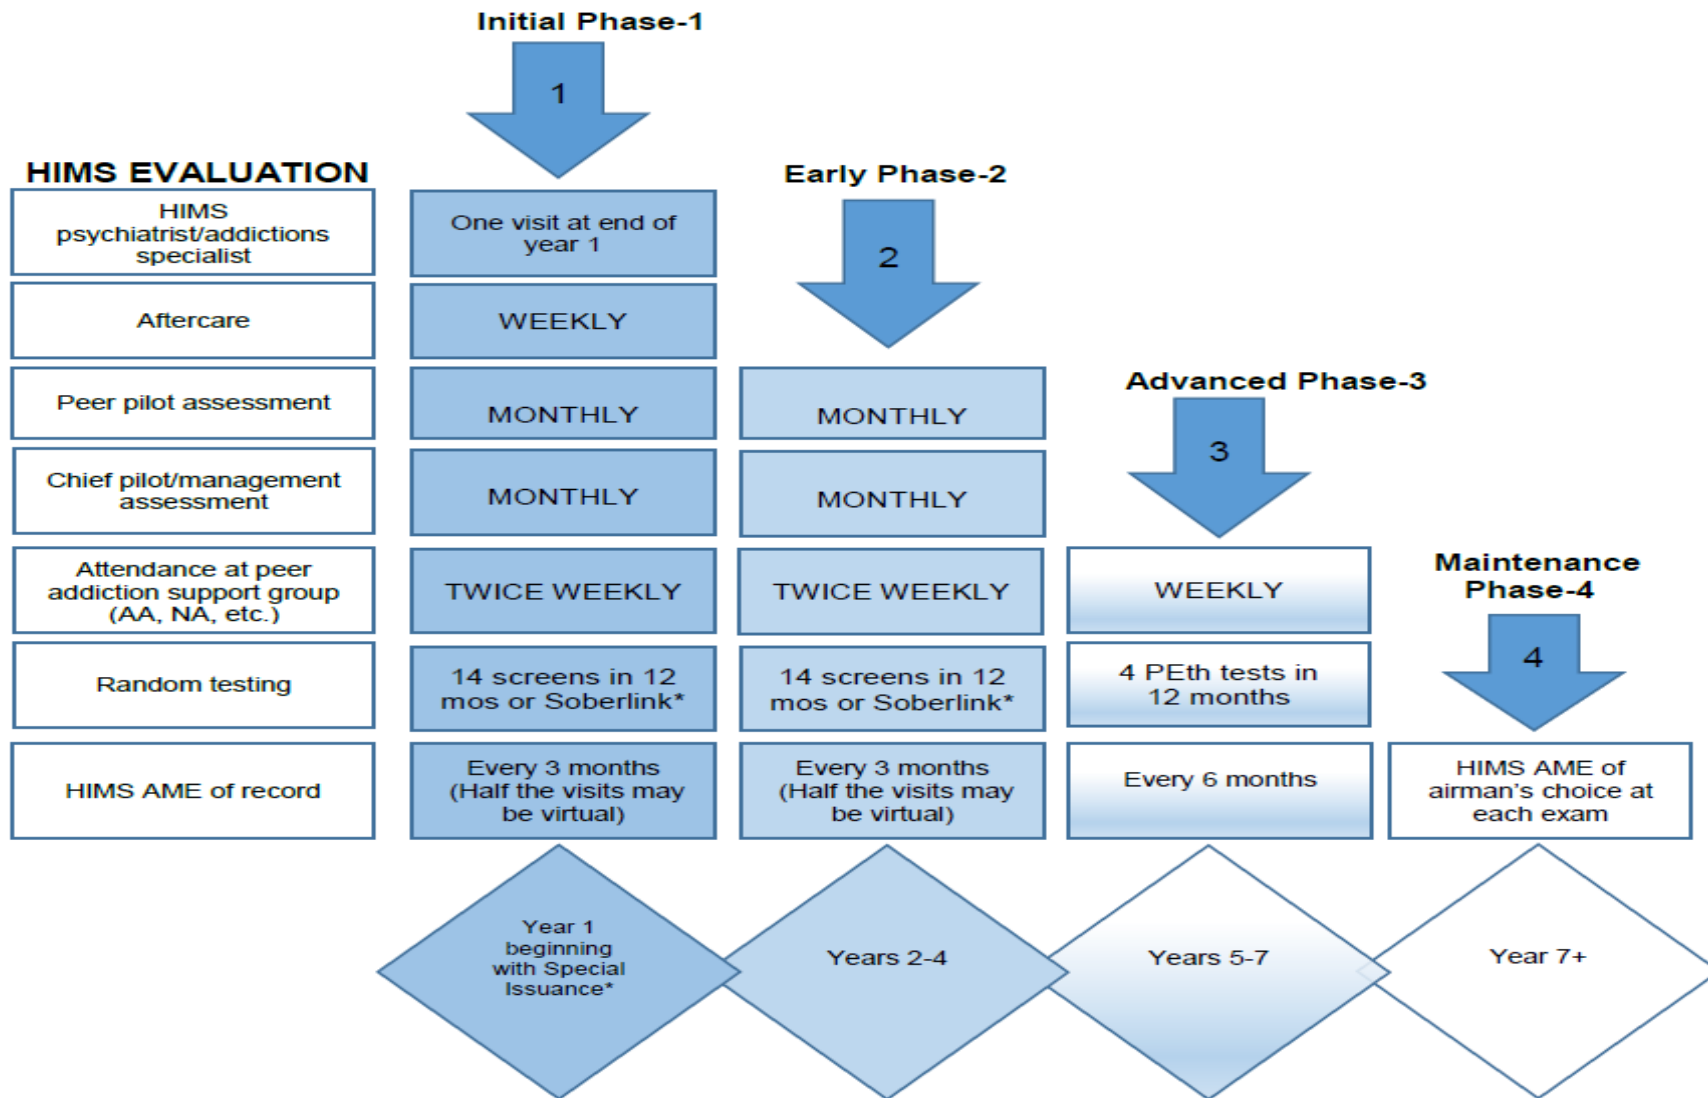 Initial Phase-1
1
HIMS EVALUATION
Early Phase-2
2
HIMS
psychiatrist/addictions
specialist
One visit at end of
year 1
Aftercare
WEEKLY
Advanced Phase-3
3
Peer pilot assessment
MONTHLY
MONTHLY
Chief pilot/management
assessment
MONTHLY
MONTHLY
Maintenance
Phase-4
4
Attendance at peer
addiction support group
(AA, NA, etc.)
TWICE WEEKLY
TWICE WEEKLY
WEEKLY
Random testing
14 screens in 12
mos or Soberlink*
14 screens in 12
mos or Soberlink*
4 PEth tests in
12 months
HIMS AME of record
Every 3 months
(Half the visits may
be virtual)
Every 3 months
(Half the visits may
be virtual)
Every 6 months
HIMS AME of
airman's choice at
each exam
Year 1
beginning
with Special
Issuance*
Years 2-4
Years 5-7
Year 7+